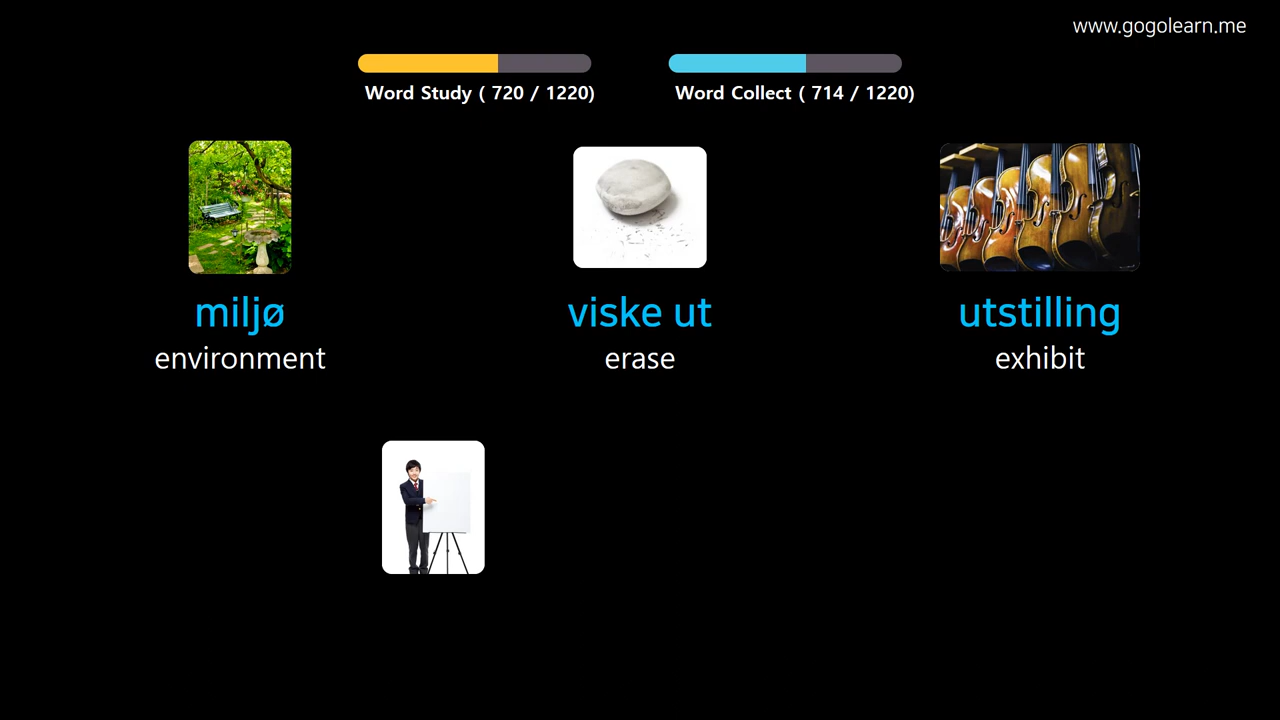 www.gogolearn.me
Word Study ( 720 / 1220)
Word Collect ( 714 / 1220)
miljø
viske ut
utstilling
environment
erase
exhibit